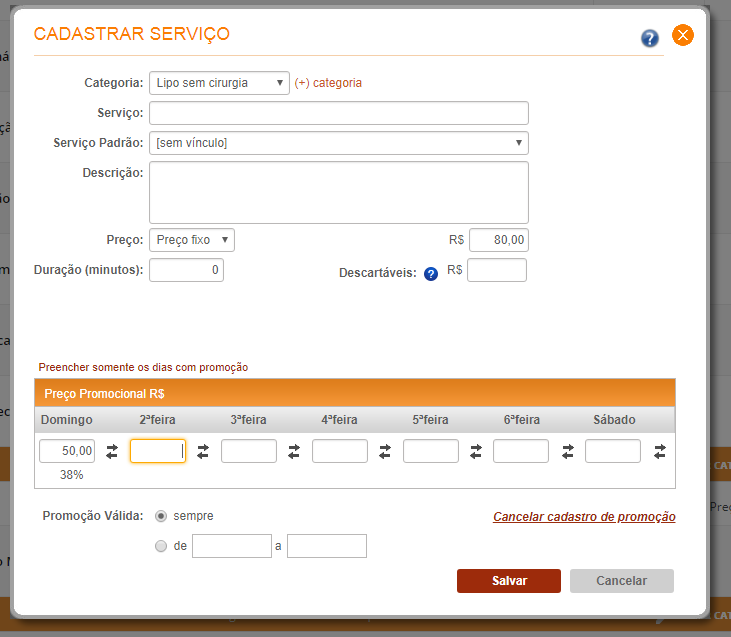 CADASTRAR SERVIÇO
Categoria: Lipo sem cirurgia (+) categoria
Serviço:
Serviço Padrão: [sem vínculo]
Descrição:
Preço: Preço fixo R$ 80,00
Duração (minutos): 0 Descartáveis: ? R$
Preencher somente os dias com promoção
Preço Promocional R$
Domingo 2ªfeira 3ªfeira 4ªfeira 5ªfeira 6ªfeira Sábado
50,00
38%
Promoção Válida: sempre Cancelar cadastro de promoção
de a
Salvar Cancelar